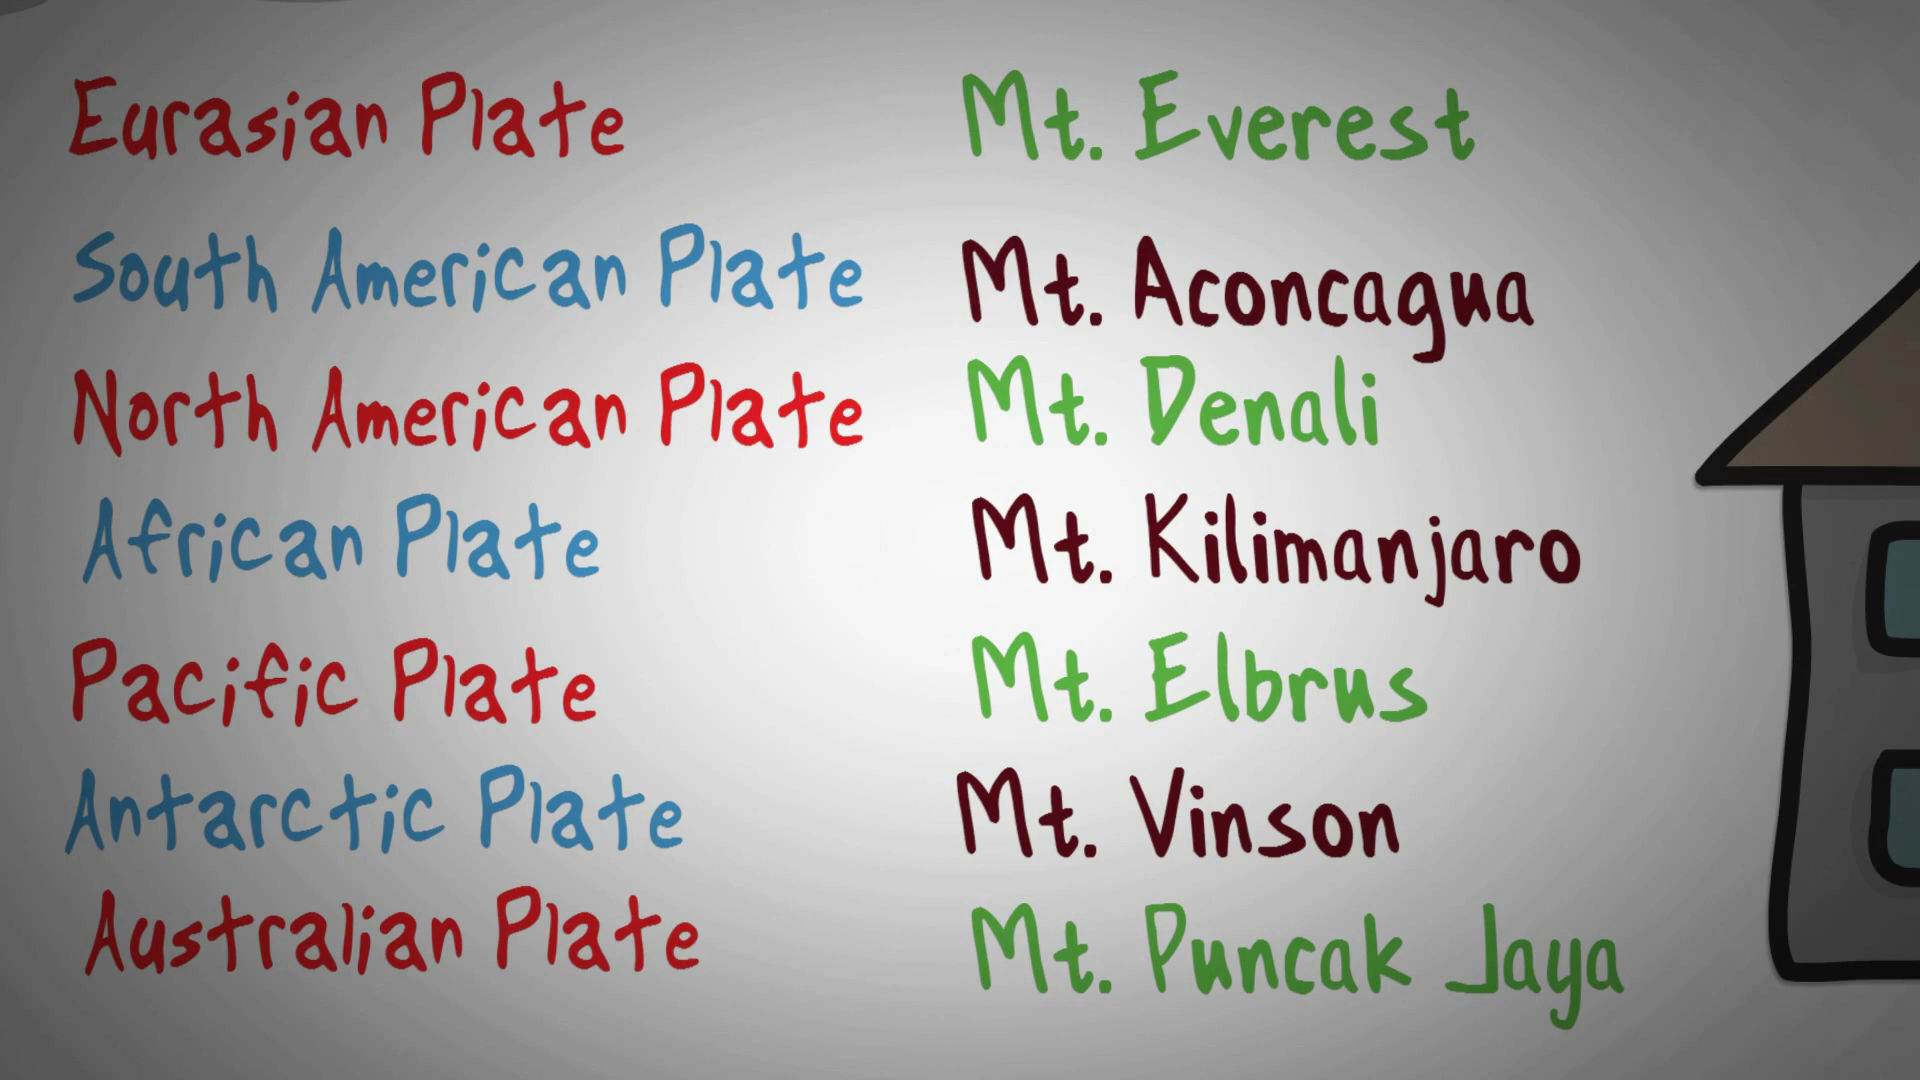 Eurasian Plate Mt. Everest
South American Plate Mt. Aconcagua
North American Plate Mt. Denali
African Plate Mt. Kilimanjaro
Pacific Plate Mt. Elbrus
Antarctic Plate Mt. Vinson
Australian Plate Mt. Puncak Jaya